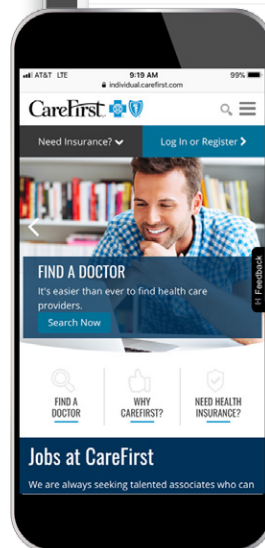 AT&T LTE 9:19 AM 99%
individual.carefirst.com
CareFirst
Need Insurance? Log In or Register
FIND A DOCTOR
It's easier than ever to find health care
providers.
Search Now
Feedback
FIND A
DOCTOR
WHY
CAREFIRST?
NEED HEALTH
INSURANCE?
Jobs at CareFirst
We are always seeking talented associates who can